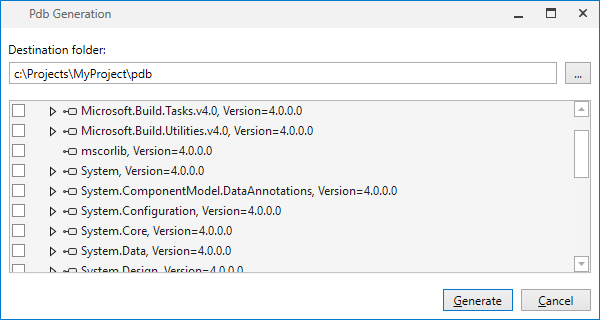 Pdb Generation
Destination folder:
c:\Projects\MyProject\pdb
...
Microsoft.Build.Tasks.v4.0, Version=4.0.0.0
Microsoft.Build.Utilities.v4.0, Version=4.0.0.0
mscorlib, Version=4.0.0.0
System, Version=4.0.0.0
System.ComponentModel.DataAnnotations, Version=4.0.0.0
System.Configuration, Version=4.0.0.0
System.Core, Version=4.0.0.0
System.Data, Version=4.0.0.0
System.Design, Version=4.0.0.0
Generate
Cancel